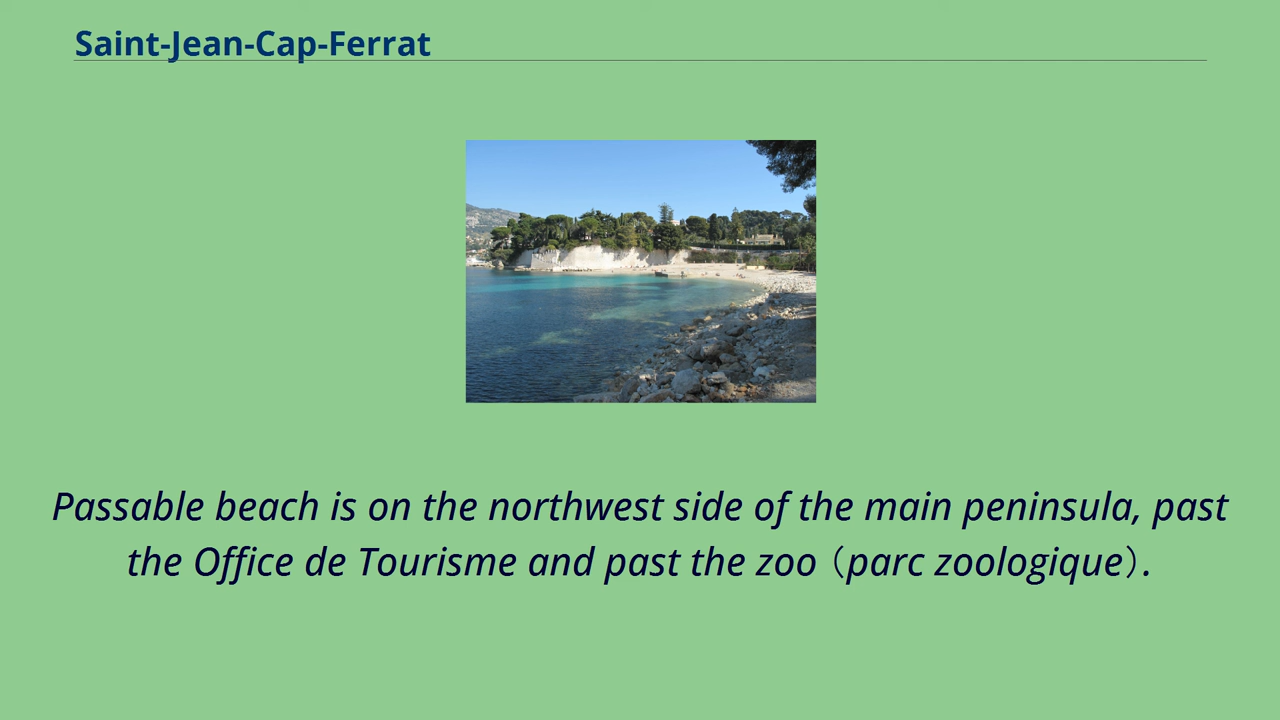 Saint-Jean-Cap-Ferrat
Passable beach is on the northwest side of the main peninsula, past
the Office de Tourisme and past the zoo（parc zoologique）.